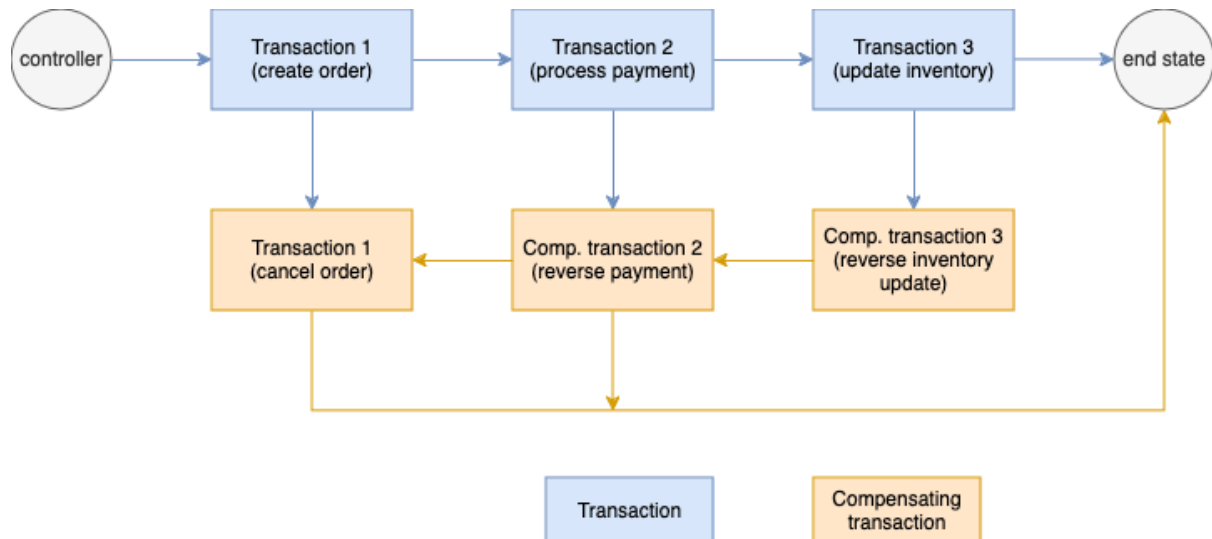 controller
Transaction 1
(create order)
Transaction 2
(process payment)
Transaction 3
(update inventory)
end state
Transaction 1
(cancel order)
Comp. transaction 2
(reverse payment)
Comp. transaction 3
(reverse inventory
update)
Transaction
Compensating
transaction